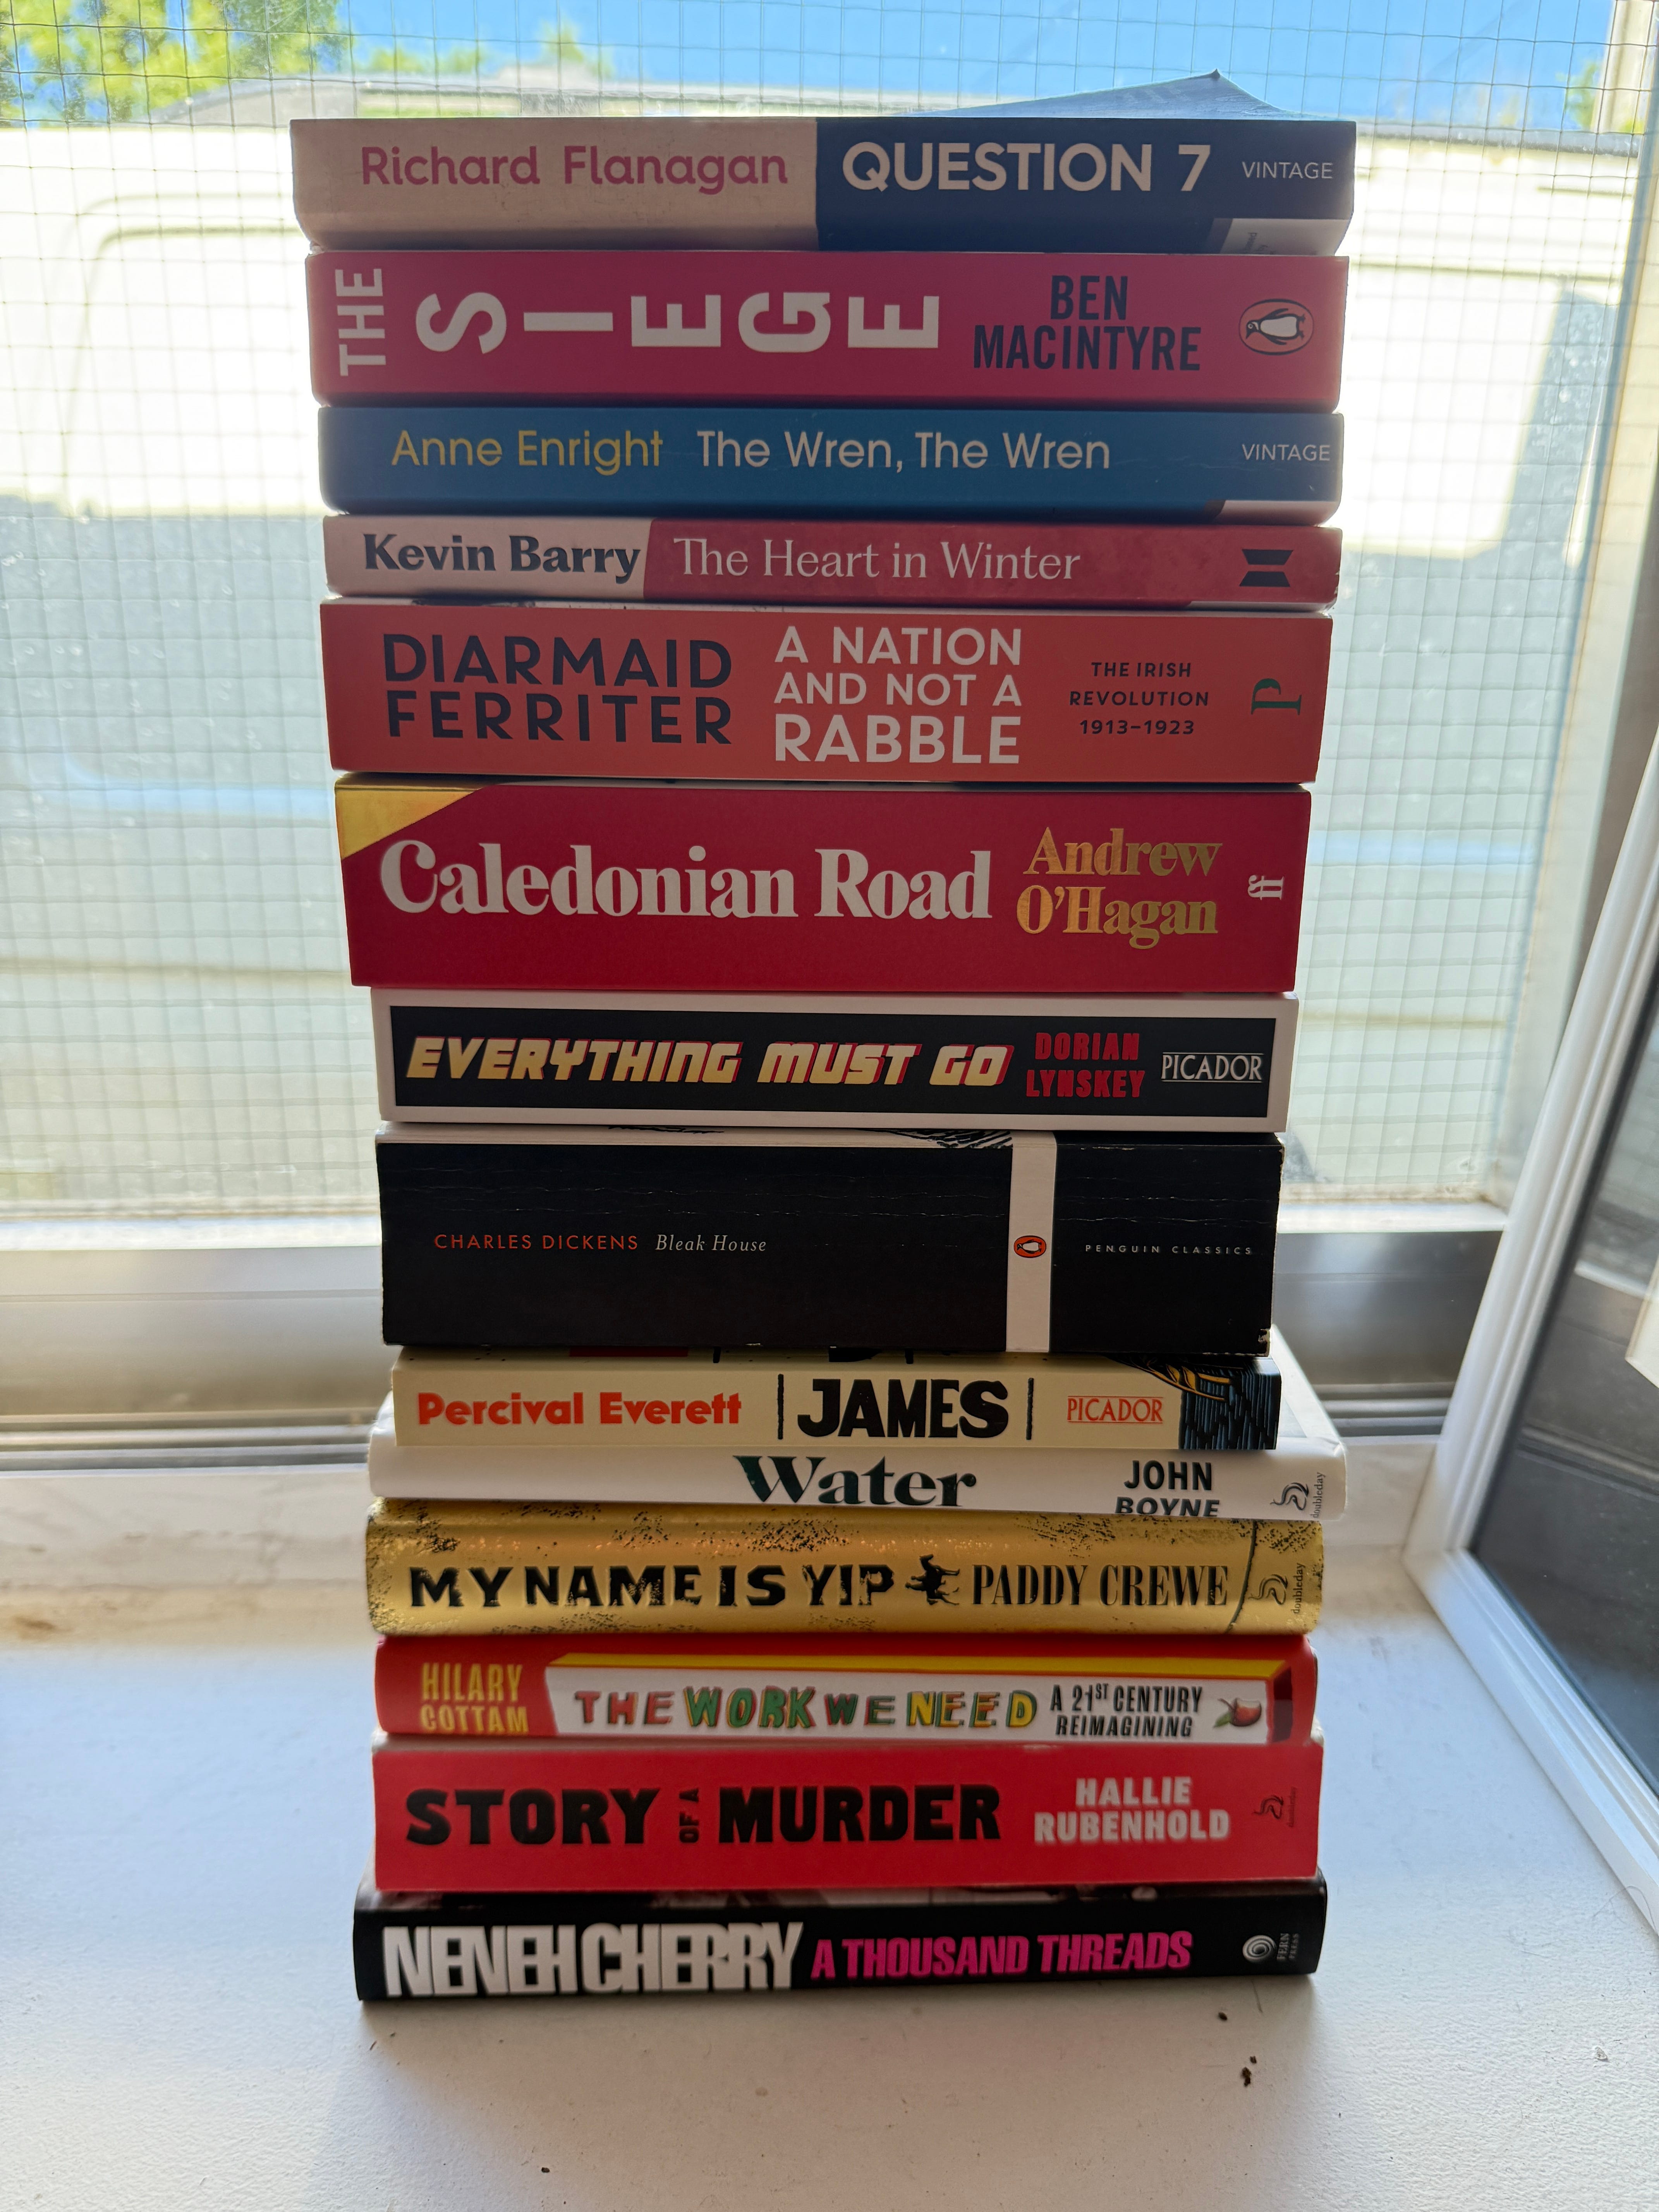 Richard Flanagan QUESTION 7 VINTAGE
THE SIEGE BEN
MACINTYRE
Anne Enright The Wren, The Wren VINTAGE
Kevin Barry The Heart in Winter
DIARMAID
FERRITER
A NATION
AND NOT A
RABBLE
THE IRISH
REVOLUTION
1913–1923
P
Caledonian Road
Andrew
O'Hagan
ff
EVERYTHING MUST GO
DORIAN
LYNSKEY
PICADOR
CHARLES DICKENS Bleak House PENGUIN CLASSICS
Percival Everett JAMES PICADOR
Water
JOHN
BOYNE
doubleday
MY NAME IS YIP PADDY CREWE doubleday
HILARY
COTTAM
THE WORK WE NEED
A 21ST CENTURY
REIMAGINING
STORY OF A MURDER
HALLIE
RUBENHOLD
doubleday
NENEH CHERRY A THOUSAND THREADS
FERN
PRESS